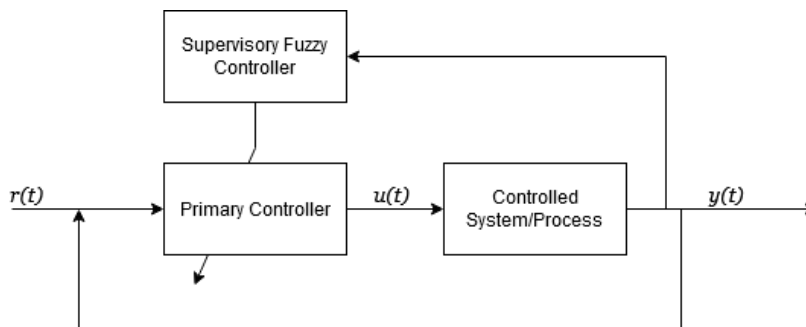 Supervisory Fuzzy
Controller
r(t)
Primary Controller
u(t)
Controlled
System/Process
y(t)